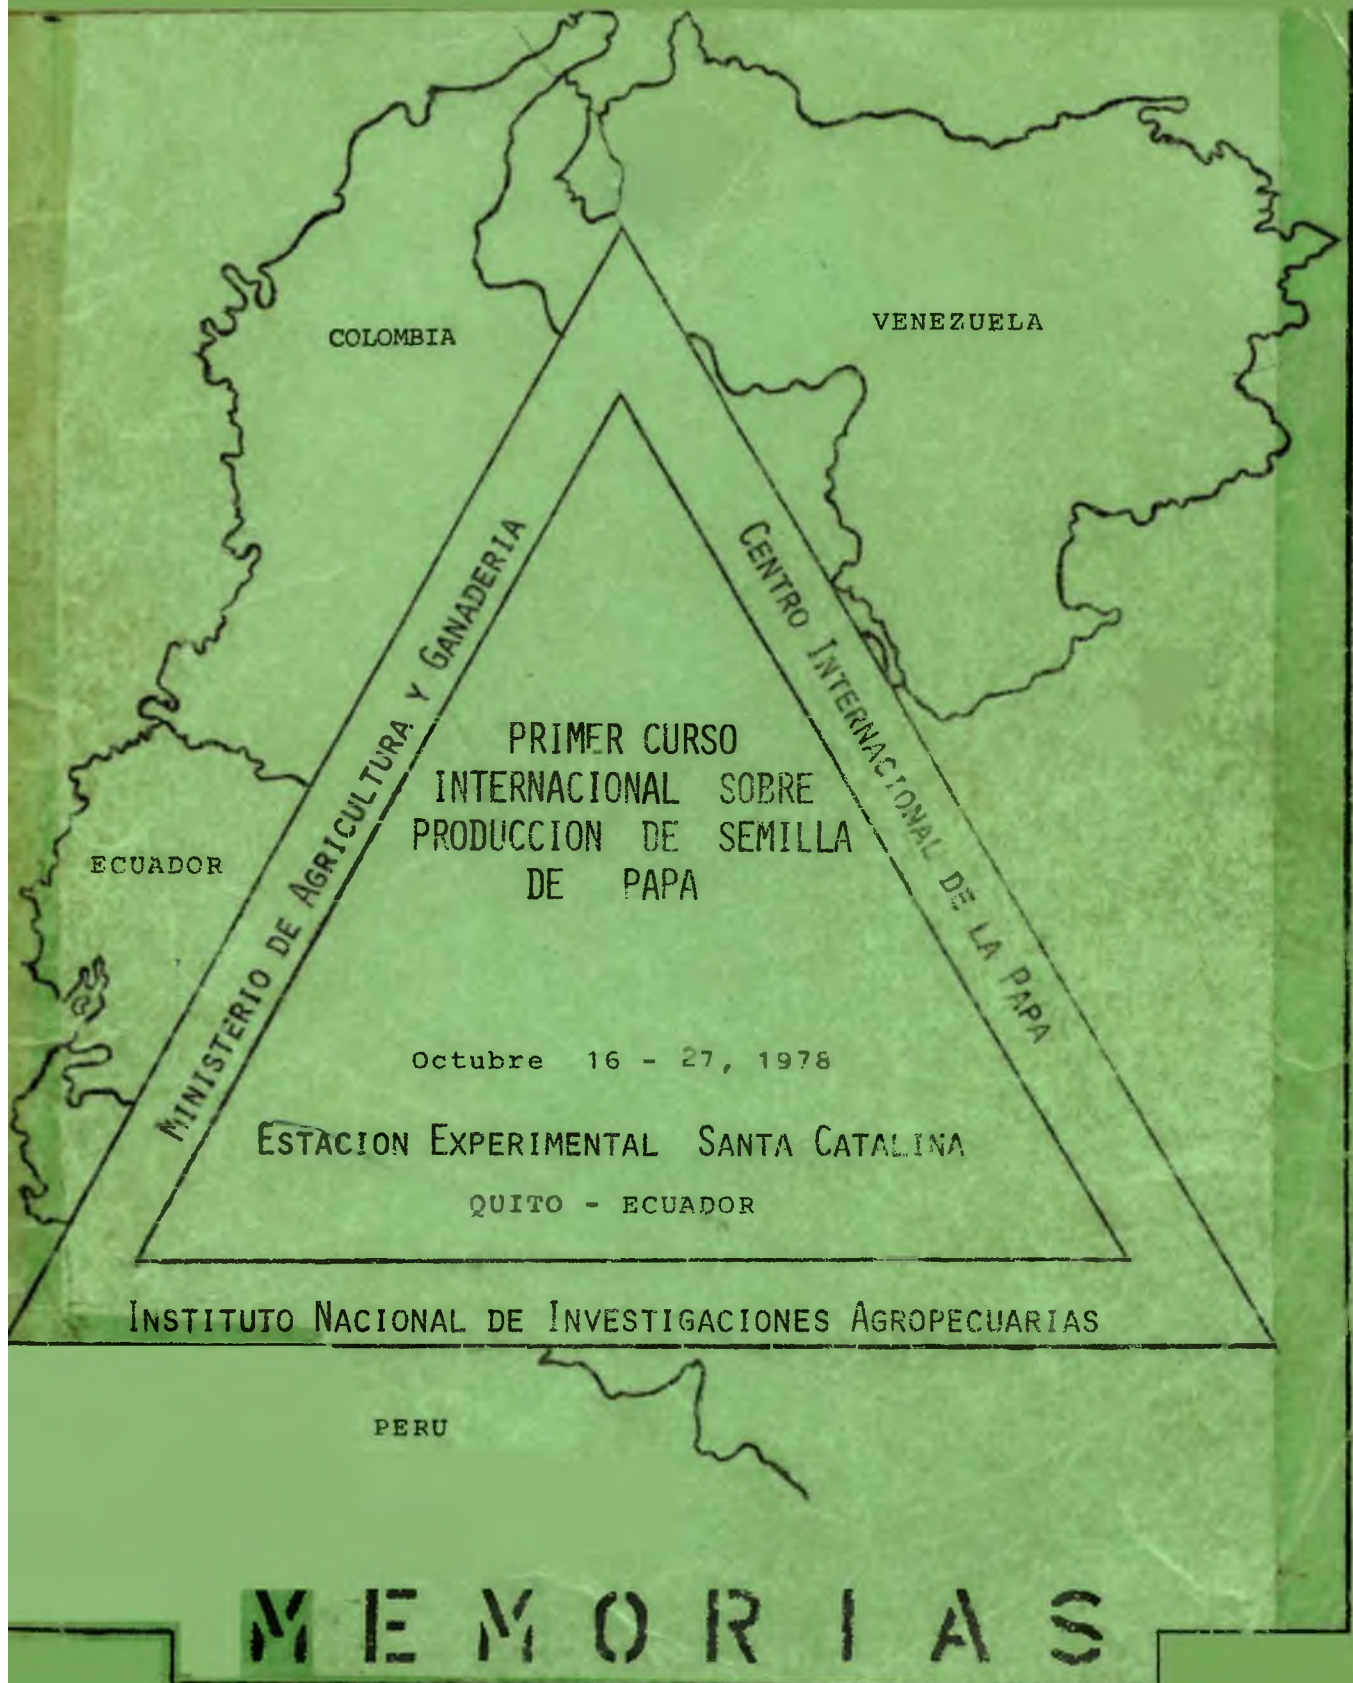 COLOMBIA
VENEZUELA
MINISTERIO DE AGRICULTURA Y GANADERIA
CENTRO INTERNACIONAL DE LA PAPA
PRIMER CURSO
INTERNACIONAL SOBRE
PRODUCCION DE SEMILLA
DE PAPA
ECUADOR
Octubre 16 - 27, 1978
ESTACION EXPERIMENTAL SANTA CATALINA
QUITO - ECUADOR
INSTITUTO NACIONAL DE INVESTIGACIONES AGROPECUARIAS
PERU
MEMORIAS